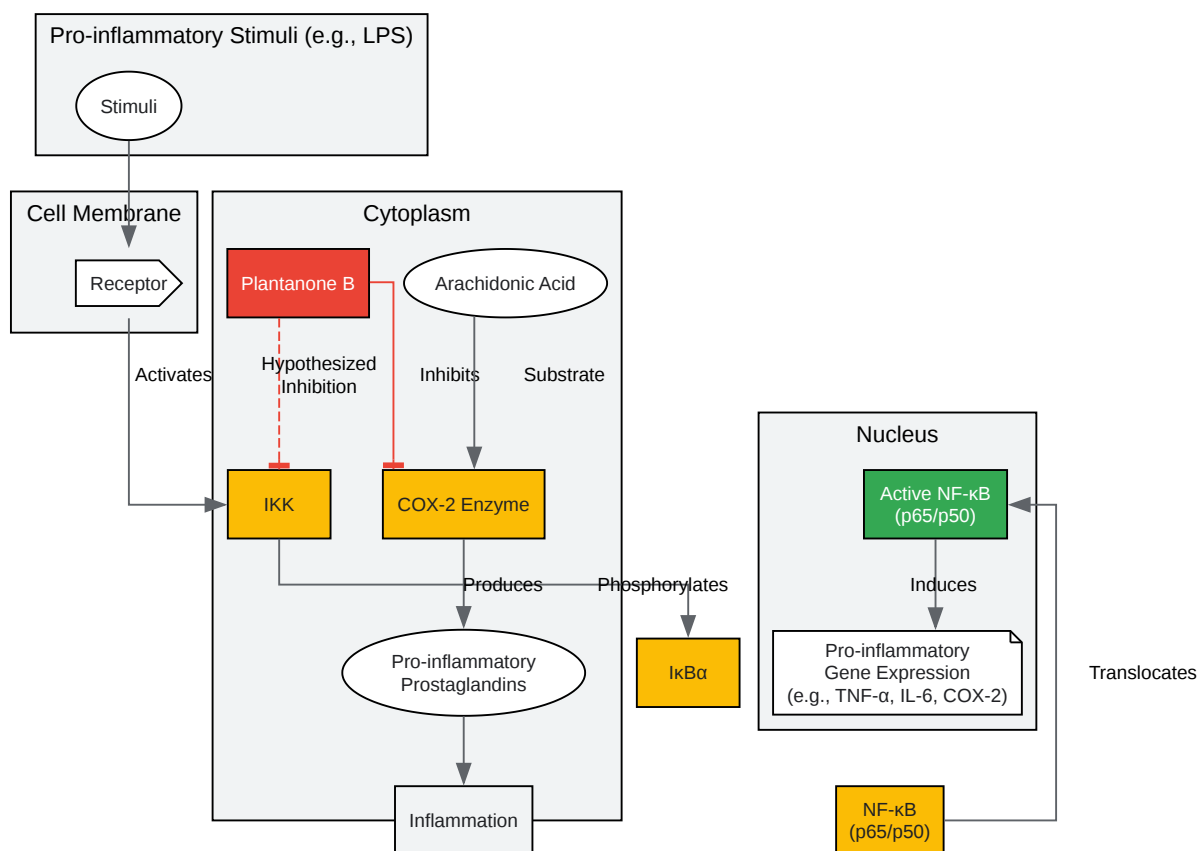 Pro-inflammatory Stimuli (e.g., LPS)
Stimuli
Cell Membrane
Receptor
Activates
Cytoplasm
Plantanone B
Arachidonic Acid
Hypothesized
Inhibition
Inhibits
Substrate
IKK
COX-2 Enzyme
Produces
Phosphorylates
Pro-inflammatory
Prostaglandins
IκBα
Inflammation
Nucleus
Active NF-κB
(p65/p50)
Induces
Pro-inflammatory
Gene Expression
(e.g., TNF-α, IL-6, COX-2)
Translocates
NF-κB
(p65/p50)